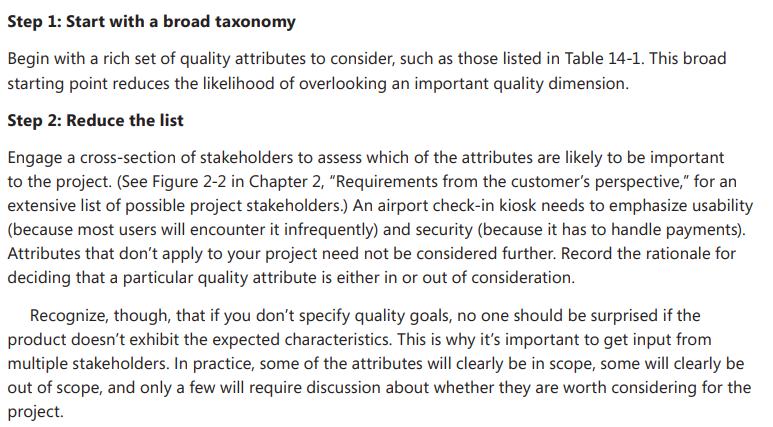 Step 1: Start with a broad taxonomy
Begin with a rich set of quality attributes to consider, such as those listed in Table 14-1. This broad
starting point reduces the likelihood of overlooking an important quality dimension.
Step 2: Reduce the list
Engage a cross-section of stakeholders to assess which of the attributes are likely to be important
to the project. (See Figure 2-2 in Chapter 2, “Requirements from the customer’s perspective,” for an
extensive list of possible project stakeholders.) An airport check-in kiosk needs to emphasize usability
(because most users will encounter it infrequently) and security (because it has to handle payments).
Attributes that don’t apply to your project need not be considered further. Record the rationale for
deciding that a particular quality attribute is either in or out of consideration.
Recognize, though, that if you don’t specify quality goals, no one should be surprised if the
product doesn’t exhibit the expected characteristics. This is why it’s important to get input from
multiple stakeholders. In practice, some of the attributes will clearly be in scope, some will clearly be
out of scope, and only a few will require discussion about whether they are worth considering for the
project.